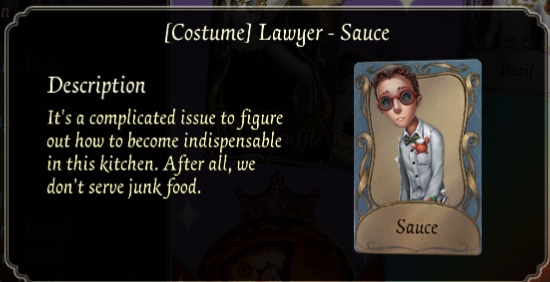 [Costume] Lawyer - Sauce
Description
It's a complicated issue to figure
out how to become indispensable
in this kitchen. After all, we
don't serve junk food.
Sauce
Basil